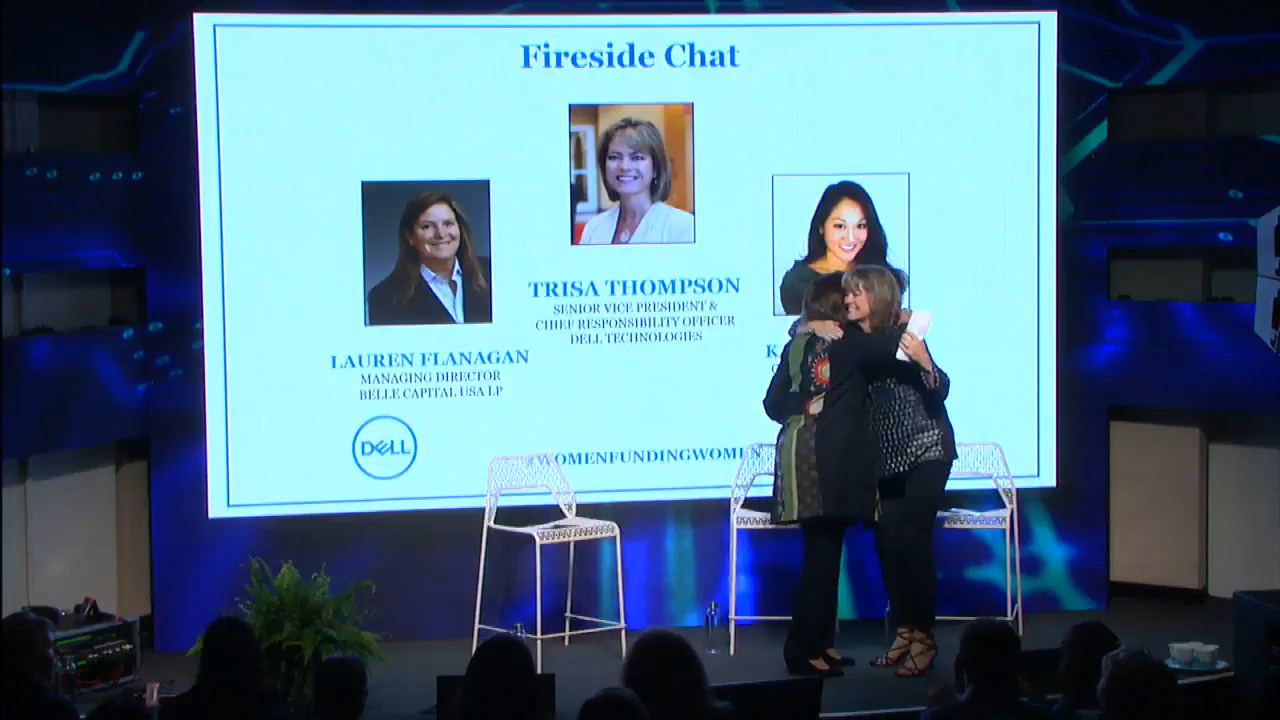 Fireside Chat
TRISA THOMPSON
SENIOR VICE PRESIDENT &
CHIEF RESPONSIBILITY OFFICER
DELL TECHNOLOGIES
LAUREN FLANAGAN
MANAGING DIRECTOR
BELLE CAPITAL USA LP
DELL
#WOMENFUNDINGWOMEN